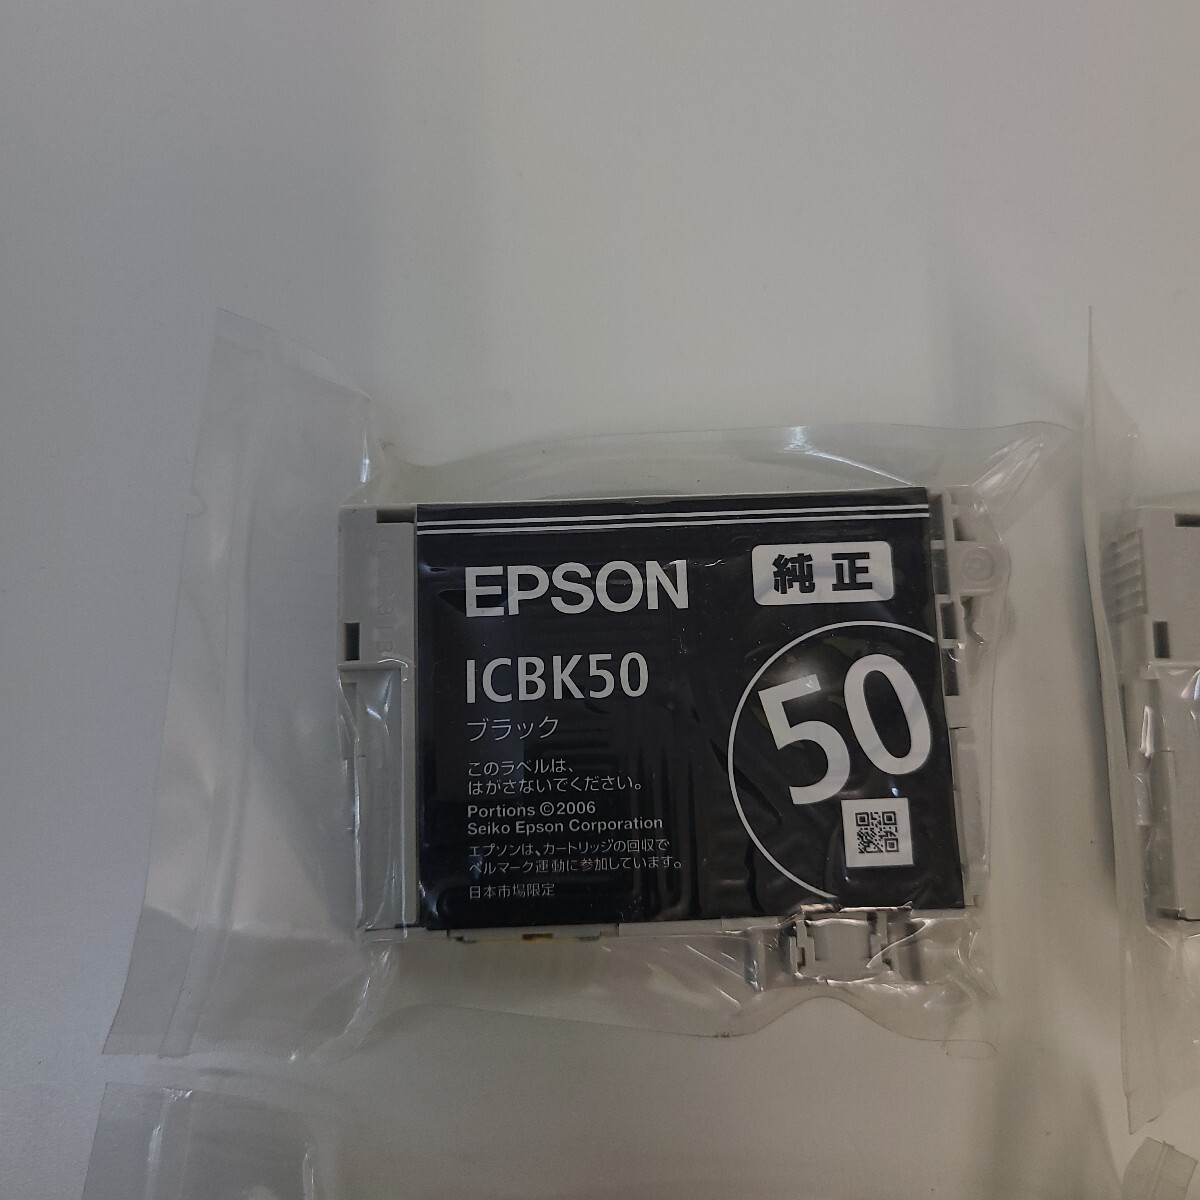 EPSON
純正
ICBK50
ブラック
50
このラベルは、
はがさないでください。
Portions ©2006
Seiko Epson Corporation
エプソンは、カートリッジの回収で
ベルマーク運動に参加しています。
日本市場限定